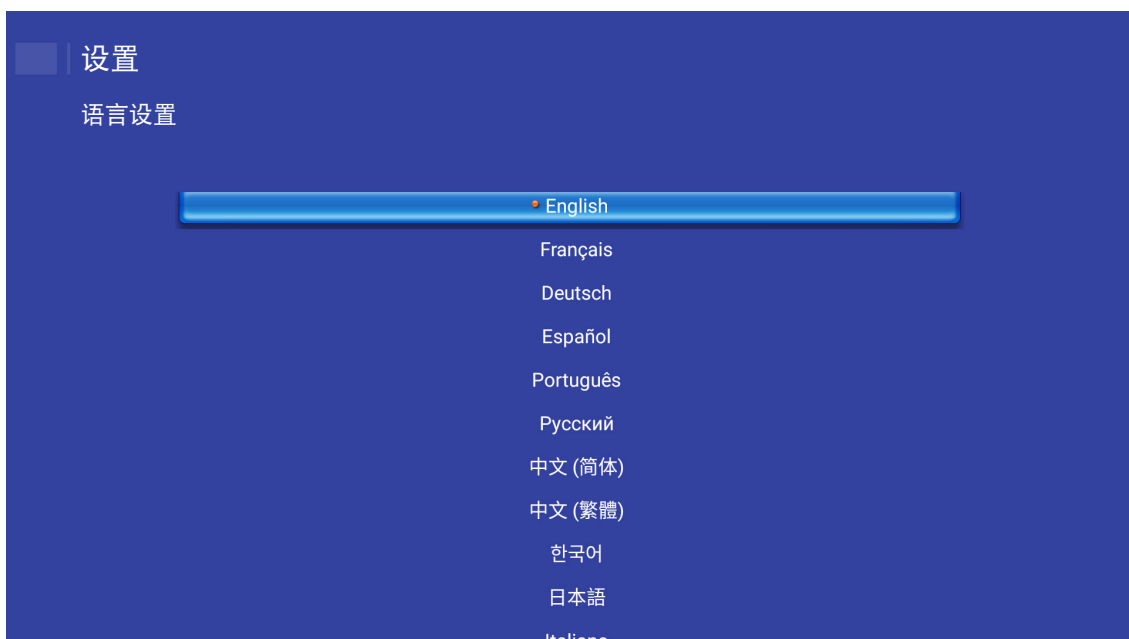 设置
语言设置
English
Français
Deutsch
Español
Português
Русский
中文 (简体)
中文 (繁體)
한국어
日本語